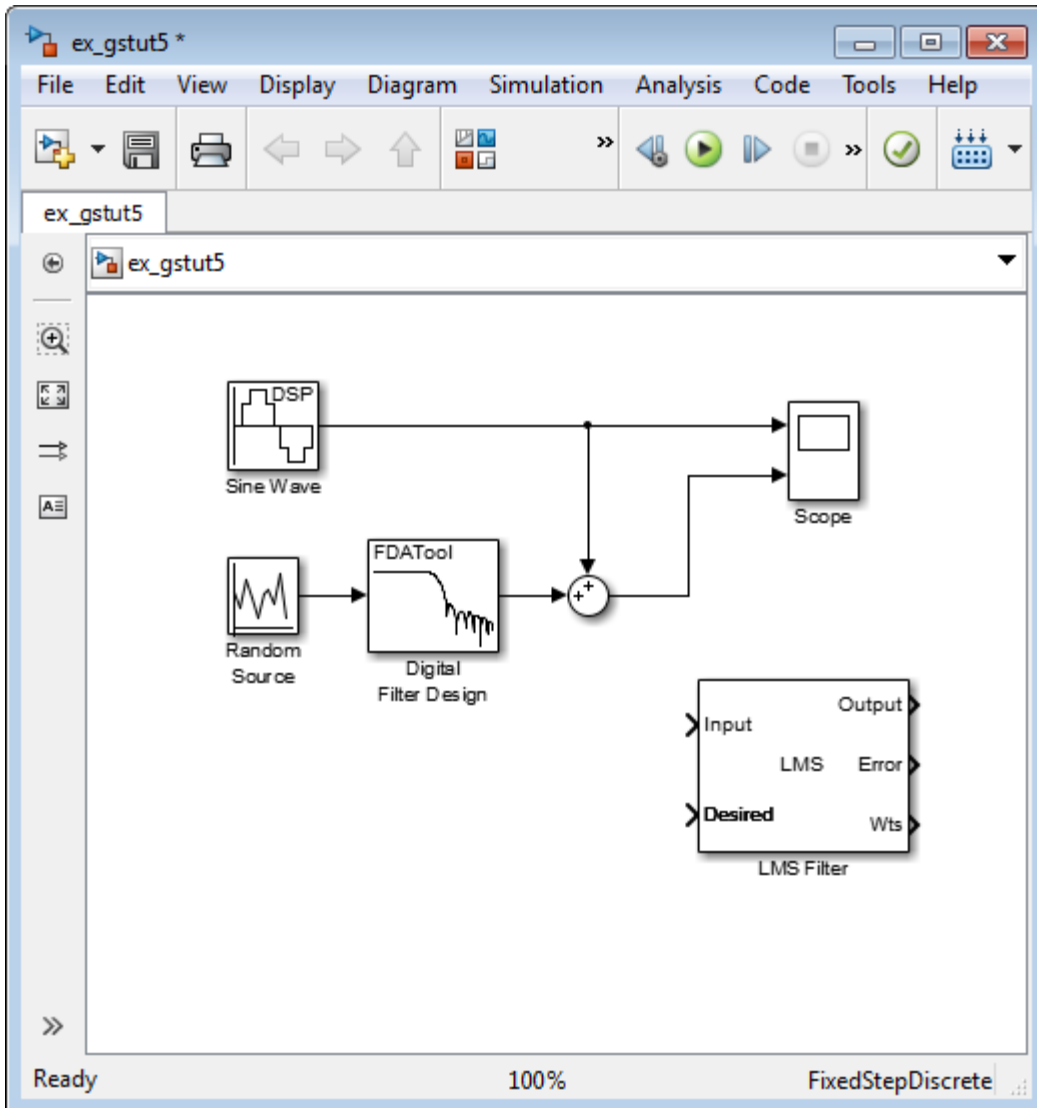 ex_gstut5 *
File Edit View Display Diagram Simulation Analysis Code Tools Help
ex_gstut5
ex_gstut5
DSP
Sine Wave
Scope
FDATool
Random
Source
Digital
Filter Design
Input
Output
LMS
Error
Desired
Wts
LMS Filter
Ready 100% FixedStepDiscrete